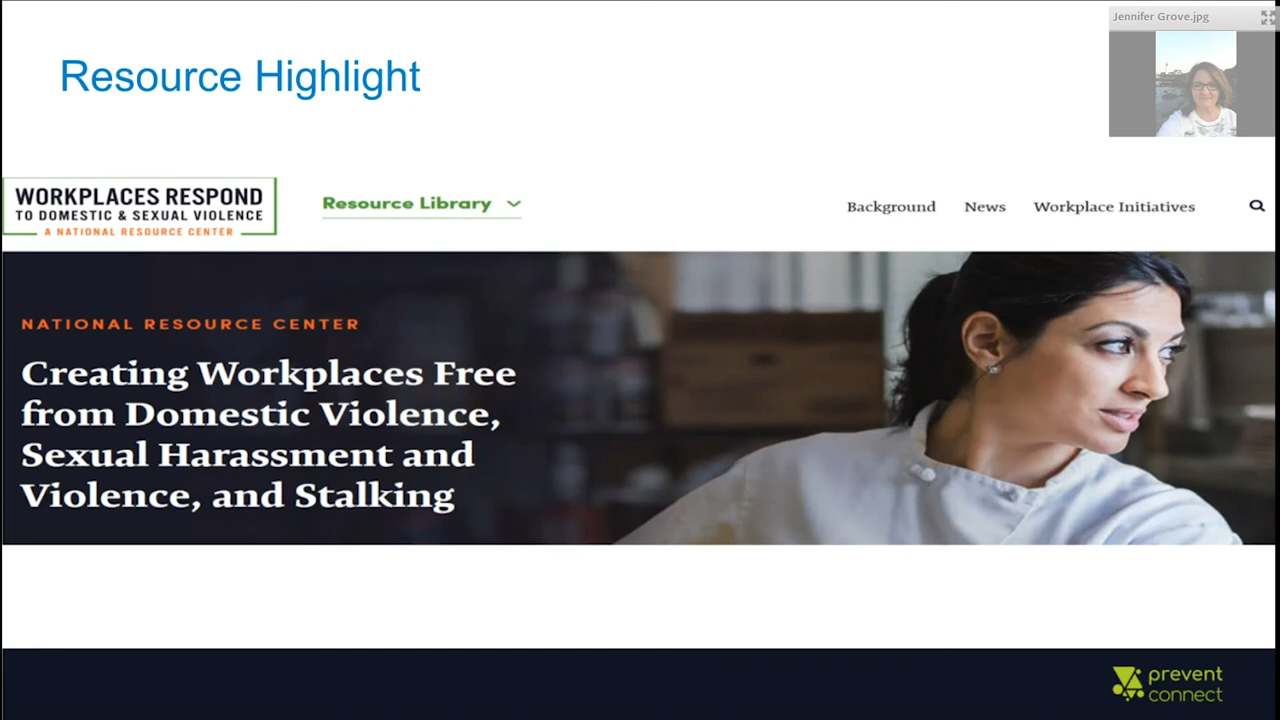 Jennifer Grove.jpg
Resource Highlight
WORKPLACES RESPOND
TO DOMESTIC & SEXUAL VIOLENCE
A NATIONAL RESOURCE CENTER
Resource Library
Background News Workplace Initiatives
NATIONAL RESOURCE CENTER
Creating Workplaces Free
from Domestic Violence,
Sexual Harassment and
Violence, and Stalking
prevent
connect